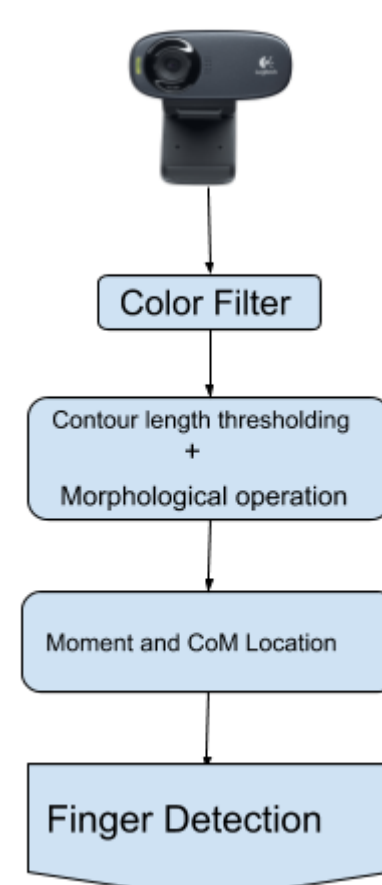 Color Filter
Contour length thresholding
+
Morphological operation
Moment and CoM Location
Finger Detection